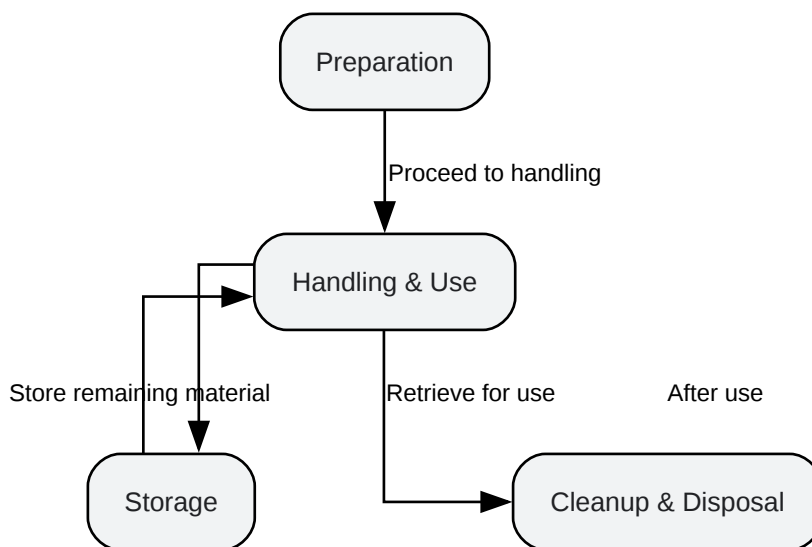 Preparation
Proceed to handling
Handling & Use
Store remaining material
Retrieve for use
After use
Storage
Cleanup & Disposal